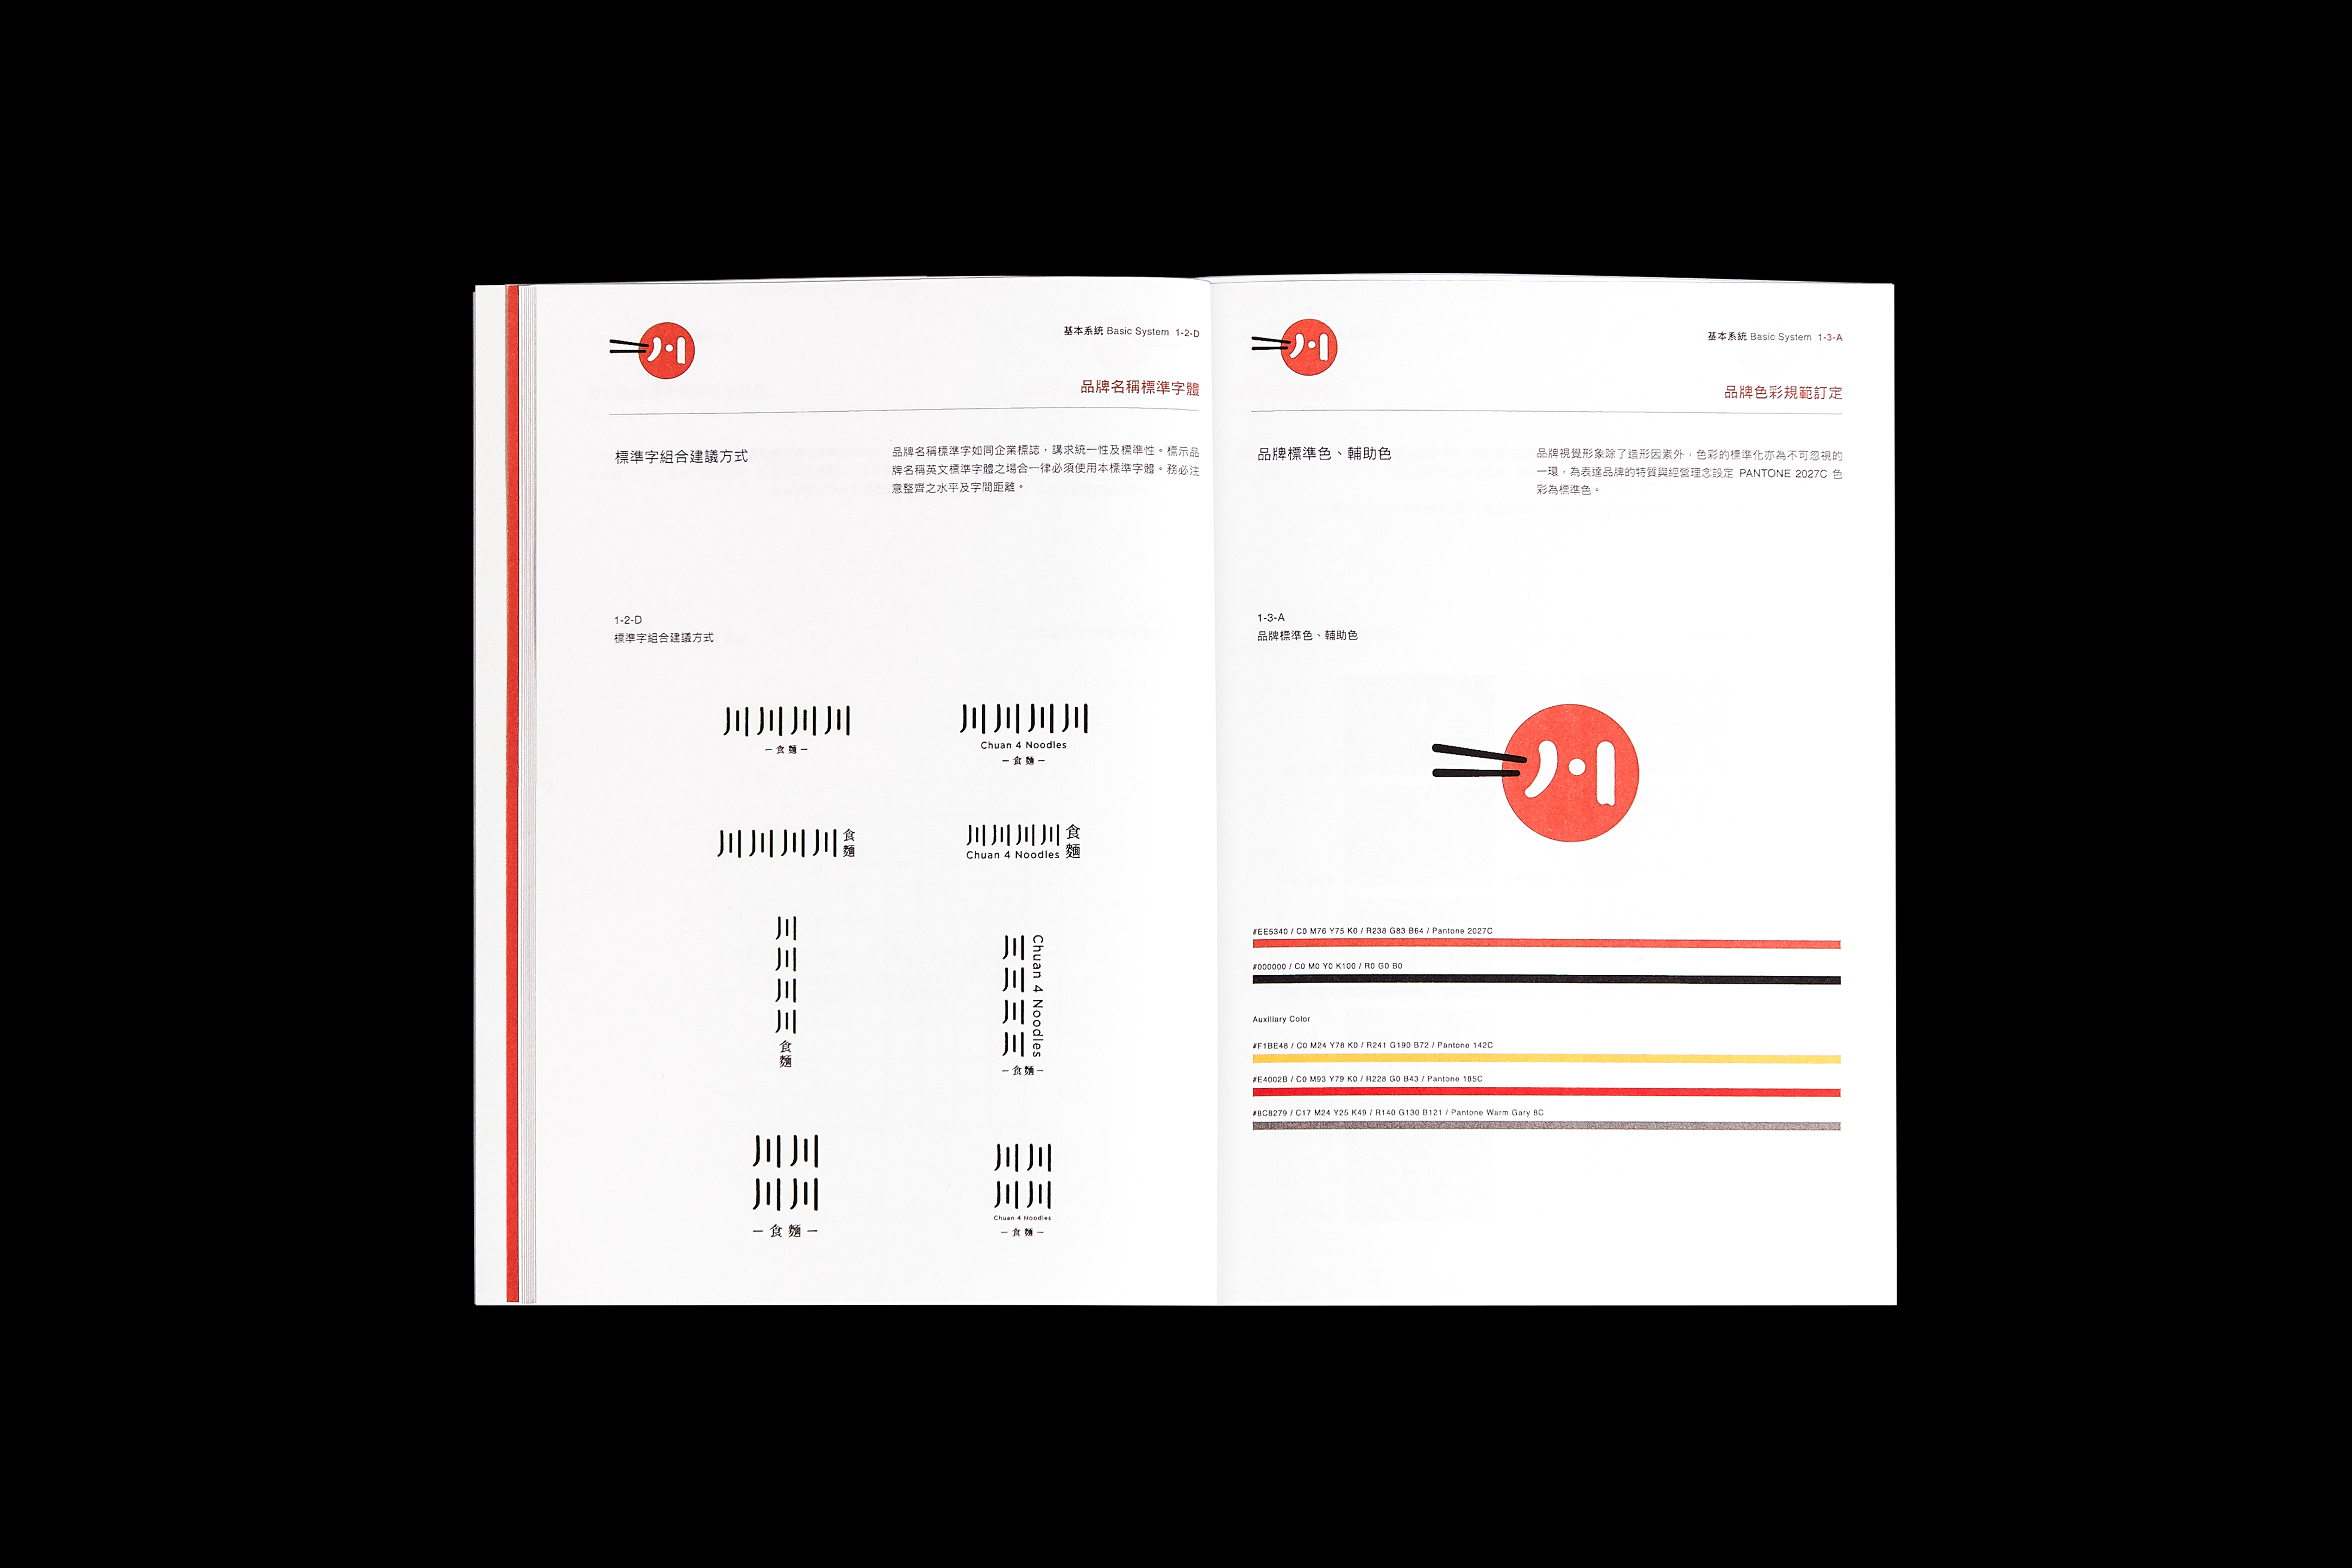 川
基本系統 Basic System 1-2-D
品牌名稱標準字體
標準字組合建議方式
品牌名稱標準字如同企業標誌，講求統一性及標準性。標示品
牌名稱英文標準字體之場合一律必須使用本標準字體。務必注
意整齊之水平及字間距離。
1-2-D
標準字組合建議方式
川川川川
－食麵－
川川川川
Chuan 4 Noodles
－食麵－
川川川川 食麵
川川川川 食麵
Chuan 4 Noodles
川川川川食麵
川川川川
Chuan 4 Noodles
－食麵－
川川
川川
－食麵－
川川
川川
Chuan 4 Noodles
－食麵－
川
基本系統 Basic System 1-3-A
品牌色彩規範訂定
品牌標準色、輔助色
品牌視覺形象除了造形因素外，色彩的標準化亦為不可忽視的
一環，為表達品牌的特質與經營理念設定 PANTONE 2027C 色
彩為標準色。
1-3-A
品牌標準色、輔助色
川
#EE5340 / C0 M76 Y75 K0 / R238 G83 B64 / Pantone 2027C
#000000 / C0 M0 Y0 K100 / R0 G0 B0
Auxiliary Color
#F1BE48 / C0 M24 Y78 K0 / R241 G190 B72 / Pantone 142C
#E4002B / C0 M93 Y79 K0 / R228 G0 B43 / Pantone 185C
#8C8279 / C17 M24 Y25 K49 / R140 G130 B121 / Pantone Warm Gary 8C